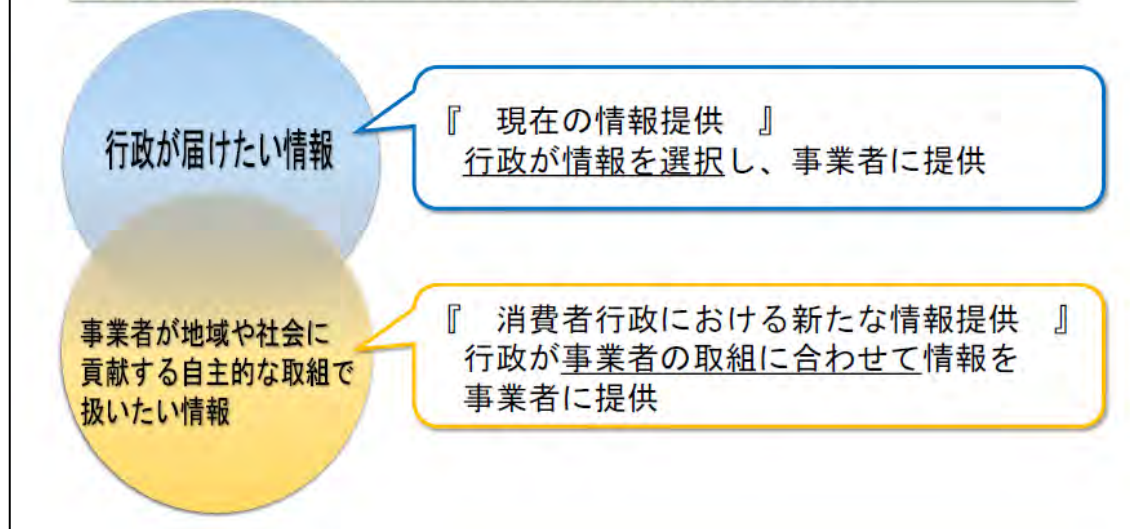 行政が届けたい情報
『　現在の情報提供　』
行政が情報を選択し、事業者に提供
事業者が地域や社会に
貢献する自主的な取組で
扱いたい情報
『　消費者行政における新たな情報提供　』
行政が事業者の取組に合わせて情報を
事業者に提供